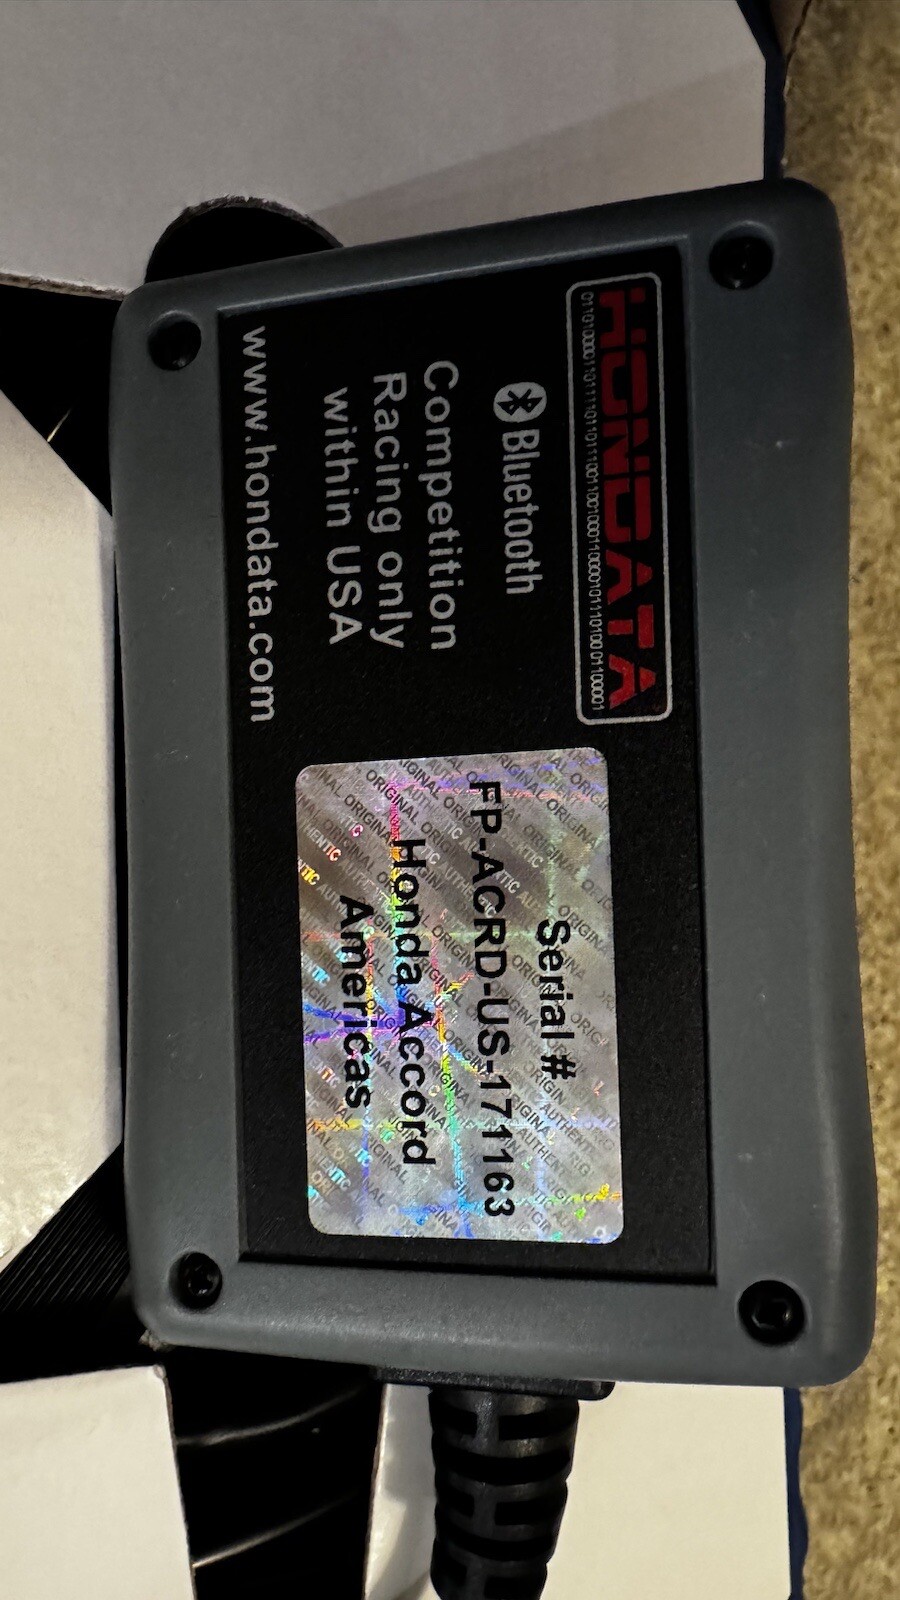 HONDATA
Bluetooth
Competition
Racing only
within USA
www.hondata.com
Serial #
FP-ACRD-US-171163
Honda Accord
Americas